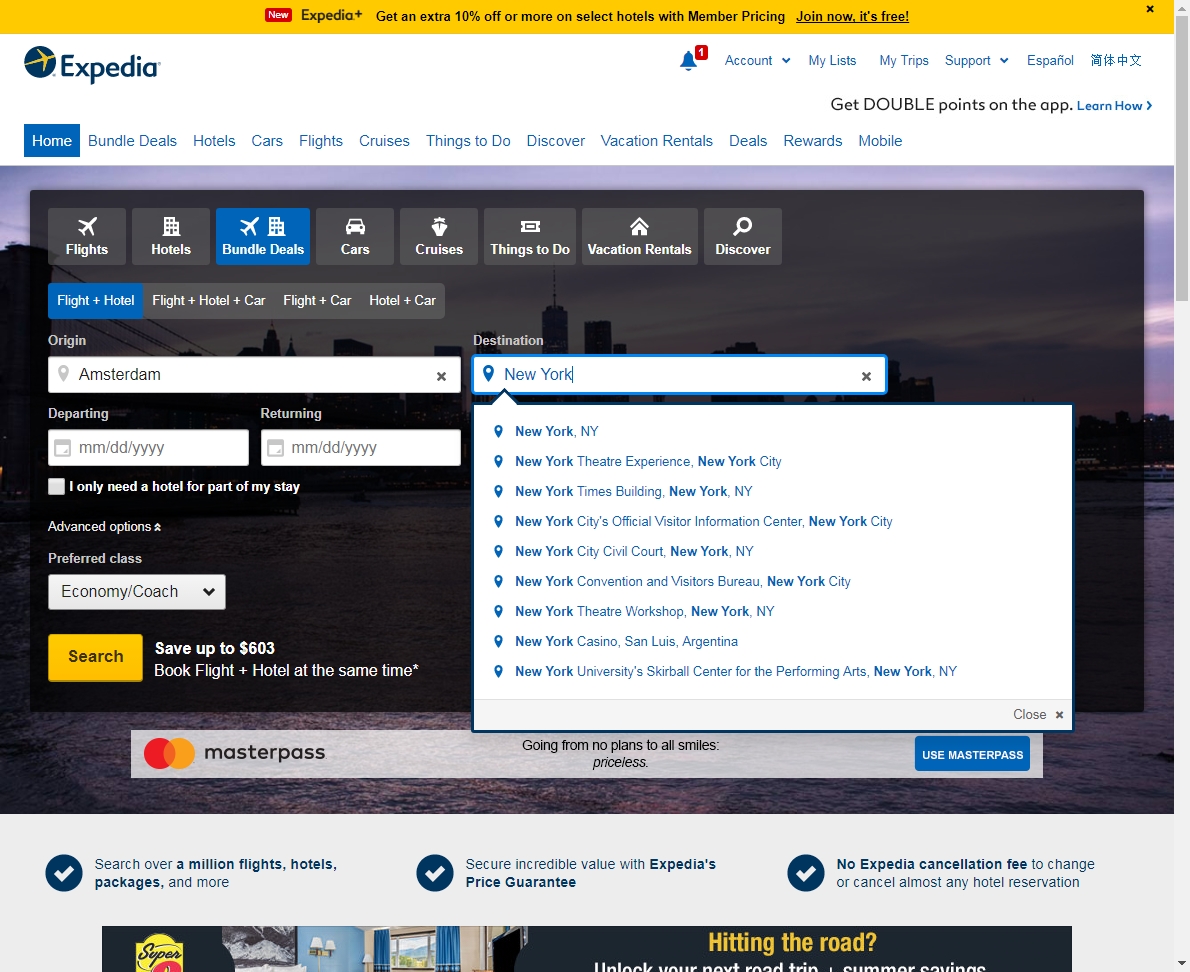 New Expedia+ Get an extra 10% off or more on select hotels with Member Pricing Join now, it's free!
Expedia
1
Account My Lists My Trips Support Español 简体中文
Get DOUBLE points on the app. Learn How
Home Bundle Deals Hotels Cars Flights Cruises Things to Do Discover Vacation Rentals Deals Rewards Mobile
Flights Hotels Bundle Deals Cars Cruises Things to Do Vacation Rentals Discover
Flight + Hotel Flight + Hotel + Car Flight + Car Hotel + Car
Origin
Amsterdam
Destination
New York
Departing
mm/dd/yyyy
Returning
mm/dd/yyyy
I only need a hotel for part of my stay
Advanced options
Preferred class
Economy/Coach
Search
Save up to $603
Book Flight + Hotel at the same time*
New York, NY
New York Theatre Experience, New York City
New York Times Building, New York, NY
New York City's Official Visitor Information Center, New York City
New York City Civil Court, New York, NY
New York Convention and Visitors Bureau, New York City
New York Theatre Workshop, New York, NY
New York Casino, San Luis, Argentina
New York University's Skirball Center for the Performing Arts, New York, NY
Close
masterpass
Going from no plans to all smiles:
priceless.
USE MASTERPASS
Search over a million flights, hotels,
packages, and more
Secure incredible value with Expedia's
Price Guarantee
No Expedia cancellation fee to change
or cancel almost any hotel reservation
Super
Hitting the road?
Unlock your next road trip + summer savings